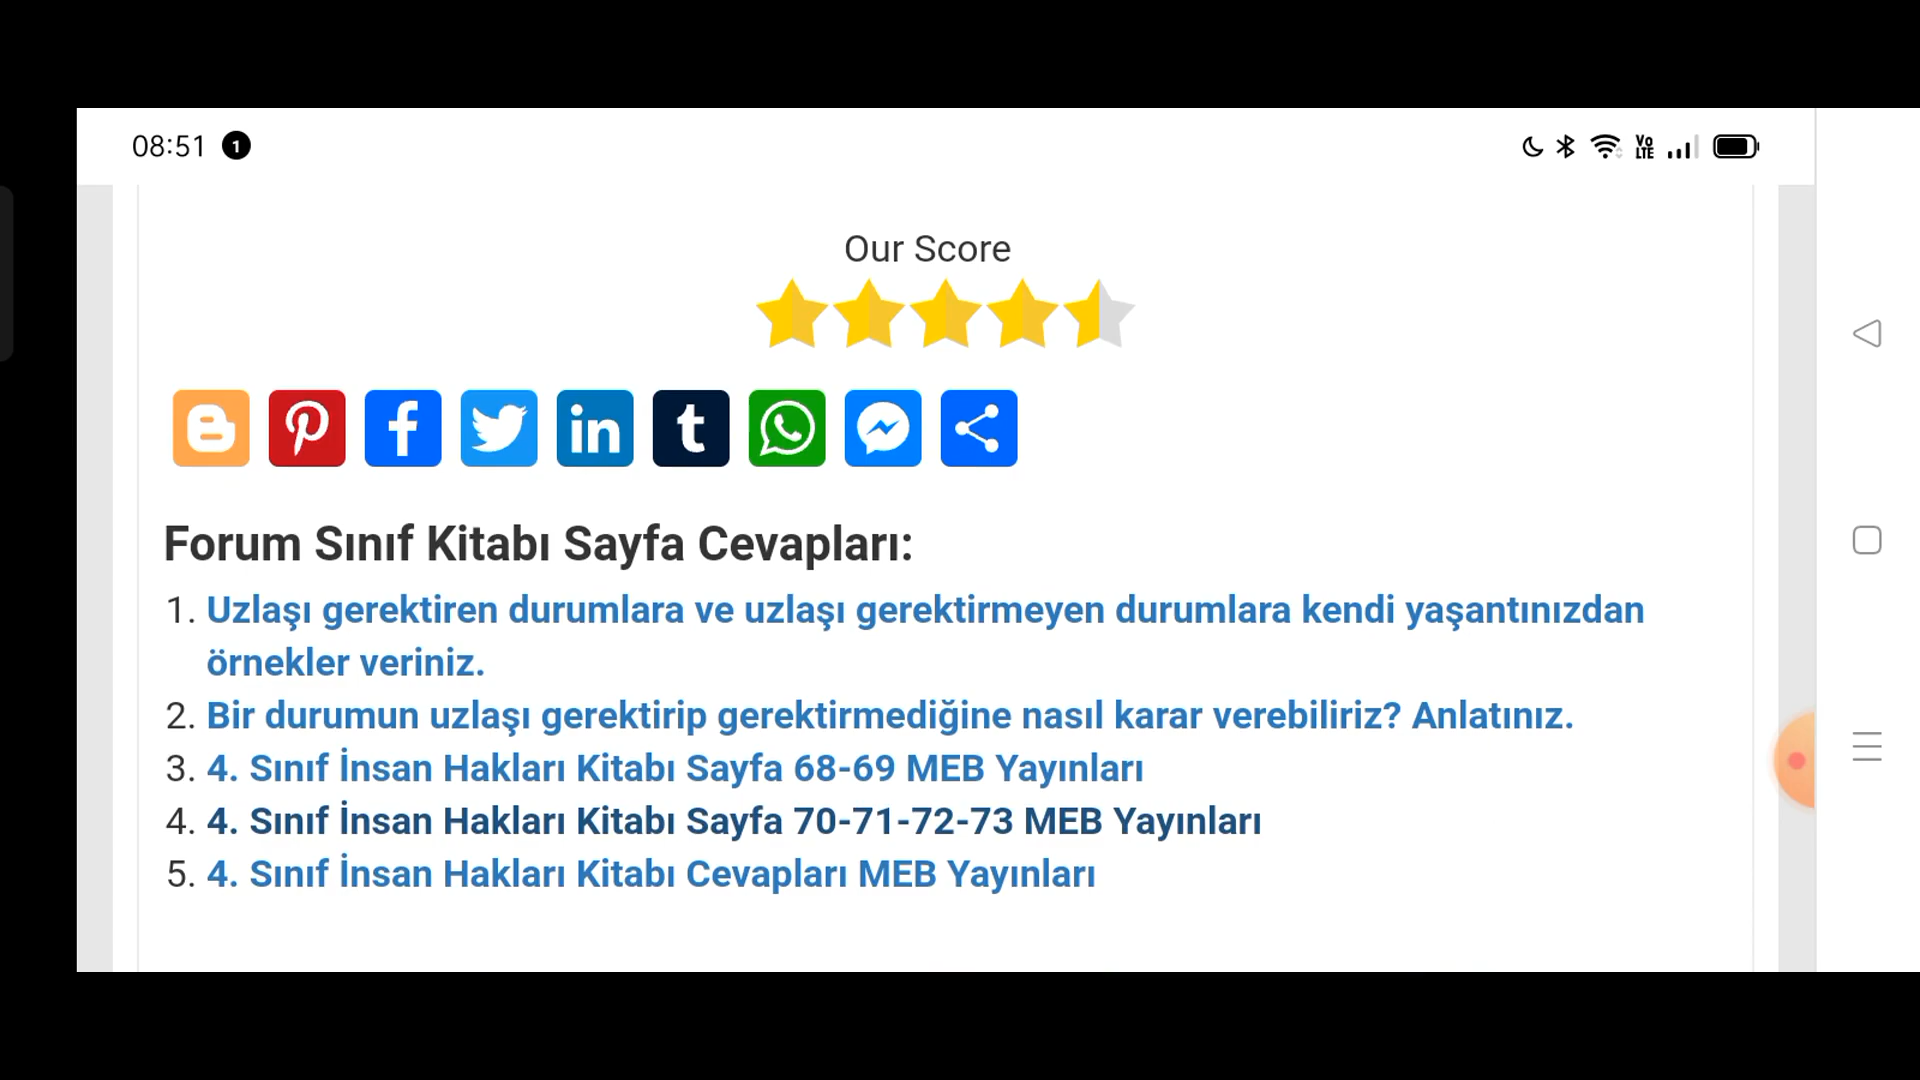 08:51 1
Vo
LTE
Our Score
Forum Sınıf Kitabı Sayfa Cevapları:
1. Uzlaşı gerektiren durumlara ve uzlaşı gerektirmeyen durumlara kendi yaşantınızdan
örnekler veriniz.
2. Bir durumun uzlaşı gerektirip gerektirmediğine nasıl karar verebiliriz? Anlatınız.
3. 4. Sınıf İnsan Hakları Kitabı Sayfa 68-69 MEB Yayınları
4. 4. Sınıf İnsan Hakları Kitabı Sayfa 70-71-72-73 MEB Yayınları
5. 4. Sınıf İnsan Hakları Kitabı Cevapları MEB Yayınları